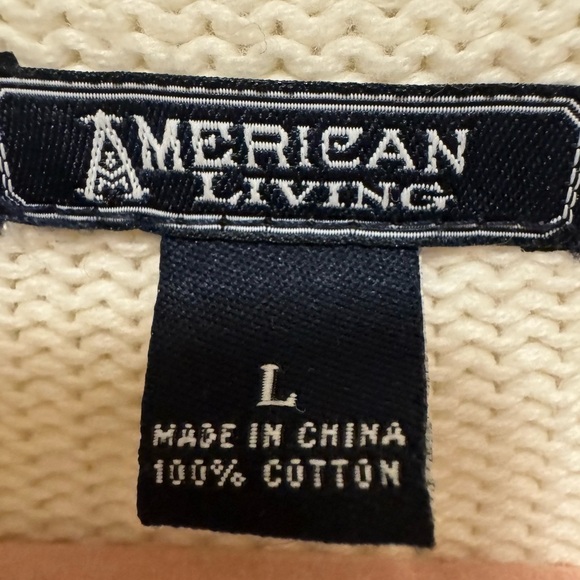 AMERICAN
LIVING
L
MADE IN CHINA
100% COTTON